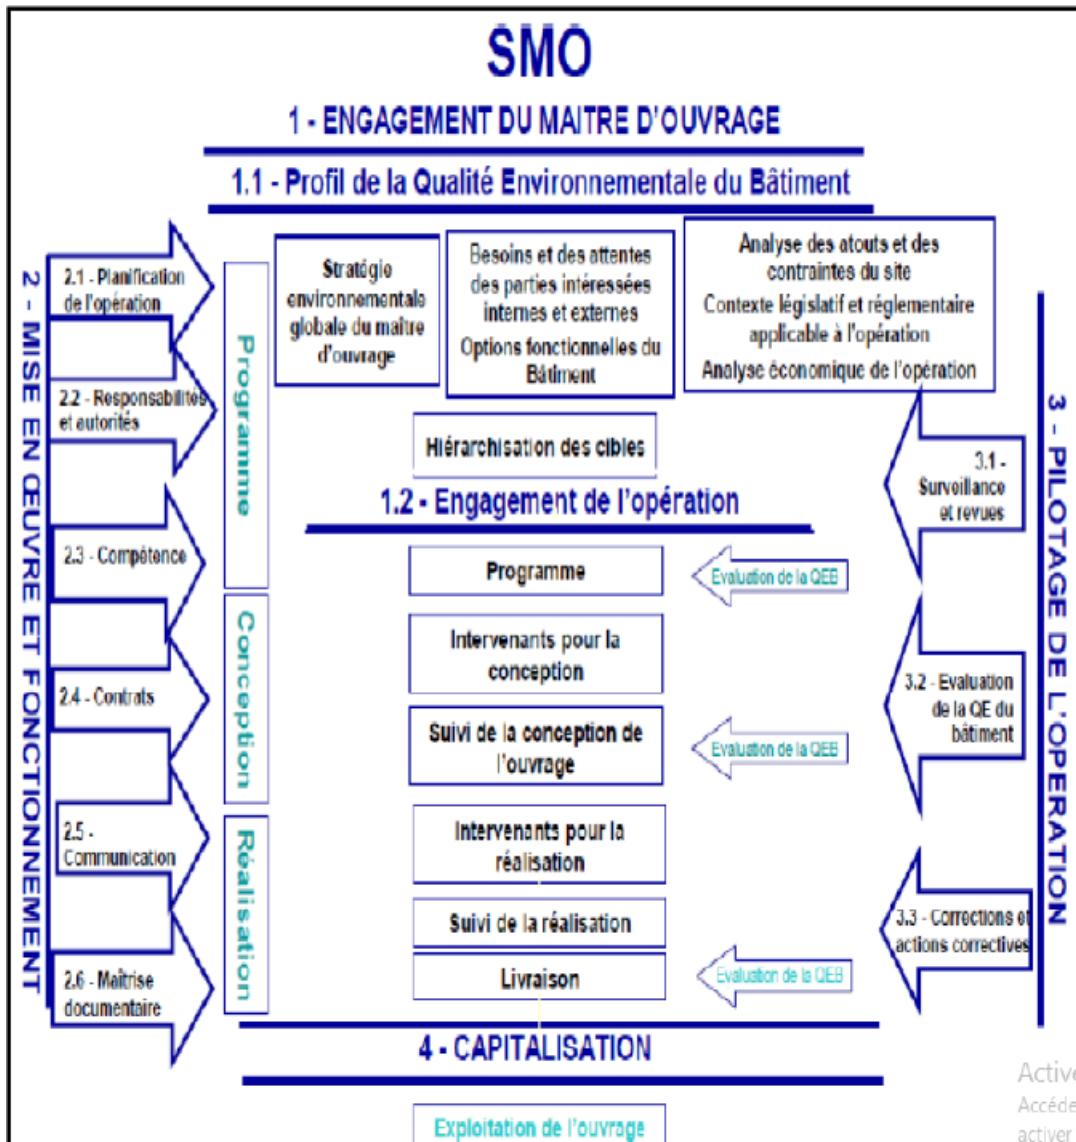 SMO
1 - ENGAGEMENT DU MAITRE D'OUVRAGE
1.1 - Profil de la Qualité Environnementale du Bâtiment
2 - MISE EN ŒUVRE ET FONCTIONNEMENT
2.1 - Planification
de l'opération
2.2 - Responsabilités
et autorités
2.3 - Compétence
2.4 - Contrats
2.5 -
Communication
2.6 - Maîtrise
documentaire
Programme
Conception
Réalisation
Stratégie
environnementale
globale du maître
d'ouvrage
Besoins et des attentes
des parties intéressées
internes et externes
Options fonctionnelles du
Bâtiment
Analyse des atouts et des
contraintes du site
Contexte législatif et réglementaire
applicable à l'opération
Analyse économique de l'opération
Hiérarchisation des cibles
1.2 - Engagement de l'opération
Programme
Evaluation de la QEB
Intervenants pour la
conception
Suivi de la conception de
l'ouvrage
Evaluation de la QEB
Intervenants pour la
réalisation
Suivi de la réalisation
Livraison
Evaluation de la QEB
3 - PILOTAGE DE L'OPERATION
3.1 -
Surveillance
et revues
3.2 - Evaluation
de la QE du
bâtiment
3.3 - Corrections et
actions correctives
4 - CAPITALISATION
Exploitation de l'ouvrage
Active
Accéde
activer